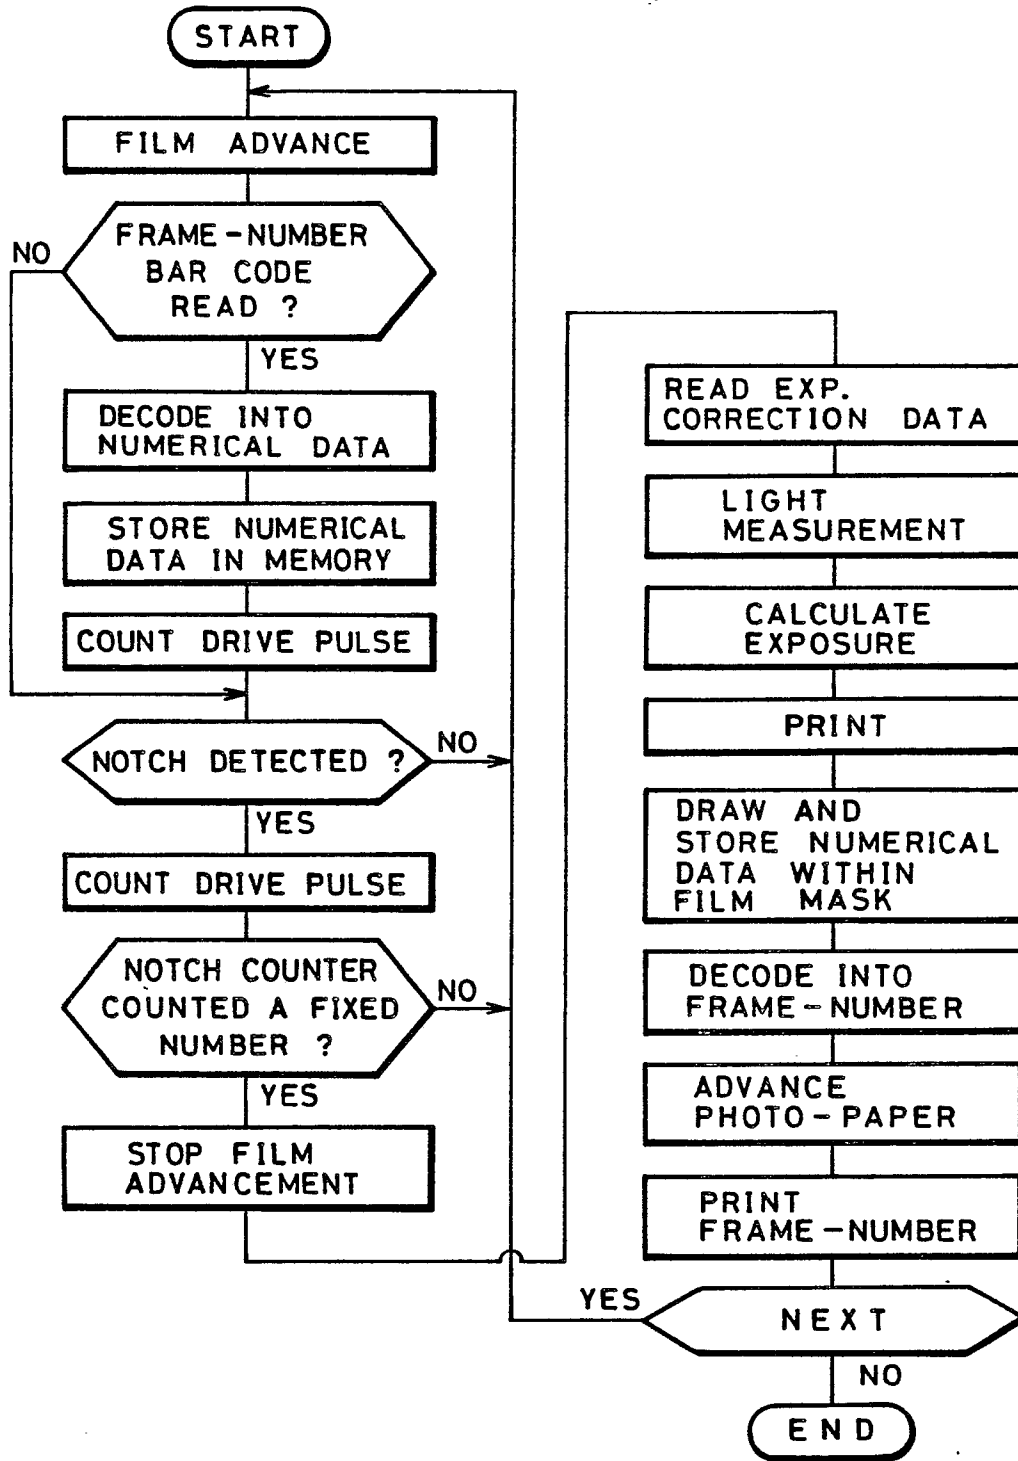 START
FILM ADVANCE
FRAME-NUMBER
BAR CODE
READ ?
NO
YES
DECODE INTO
NUMERICAL DATA
STORE NUMERICAL
DATA IN MEMORY
COUNT DRIVE PULSE
NOTCH DETECTED ?
NO
YES
COUNT DRIVE PULSE
NOTCH COUNTER
COUNTED A FIXED
NUMBER ?
NO
YES
STOP FILM
ADVANCEMENT
READ EXP.
CORRECTION DATA
LIGHT
MEASUREMENT
CALCULATE
EXPOSURE
PRINT
DRAW AND
STORE NUMERICAL
DATA WITHIN
FILM MASK
DECODE INTO
FRAME-NUMBER
ADVANCE
PHOTO-PAPER
PRINT
FRAME-NUMBER
YES
NEXT
NO
END